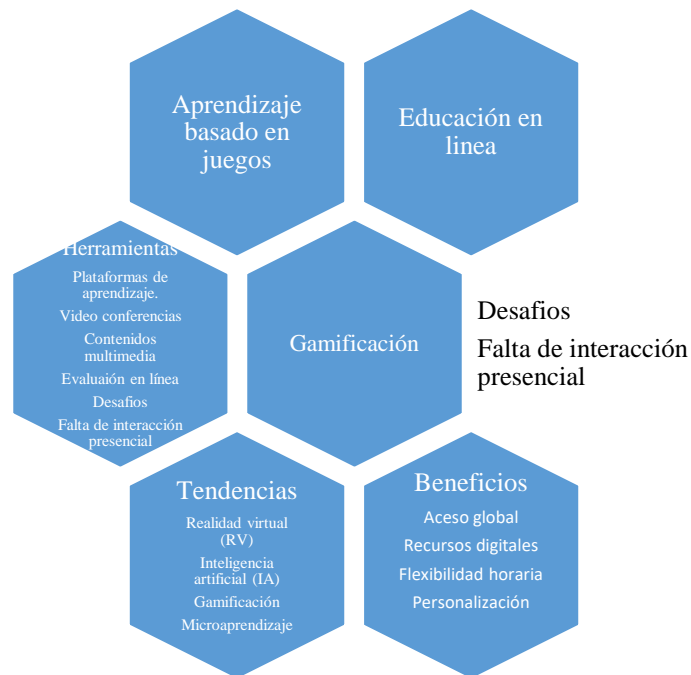 Aprendizaje
basado en
juegos
Educación en
linea
Herramientas
Plataformas de
aprendizaje.
Video conferencias
Contenidos
multimedia
Evaluaión en línea
Desafios
Falta de interacción
presencial
Gamificación
Desafios
Falta de interacción
presencial
Tendencias
Realidad virtual
(RV)
Inteligencia
artificial (IA)
Gamificación
Microaprendizaje
Beneficios
Aceso global
Recursos digitales
Flexibilidad horaria
Personalización